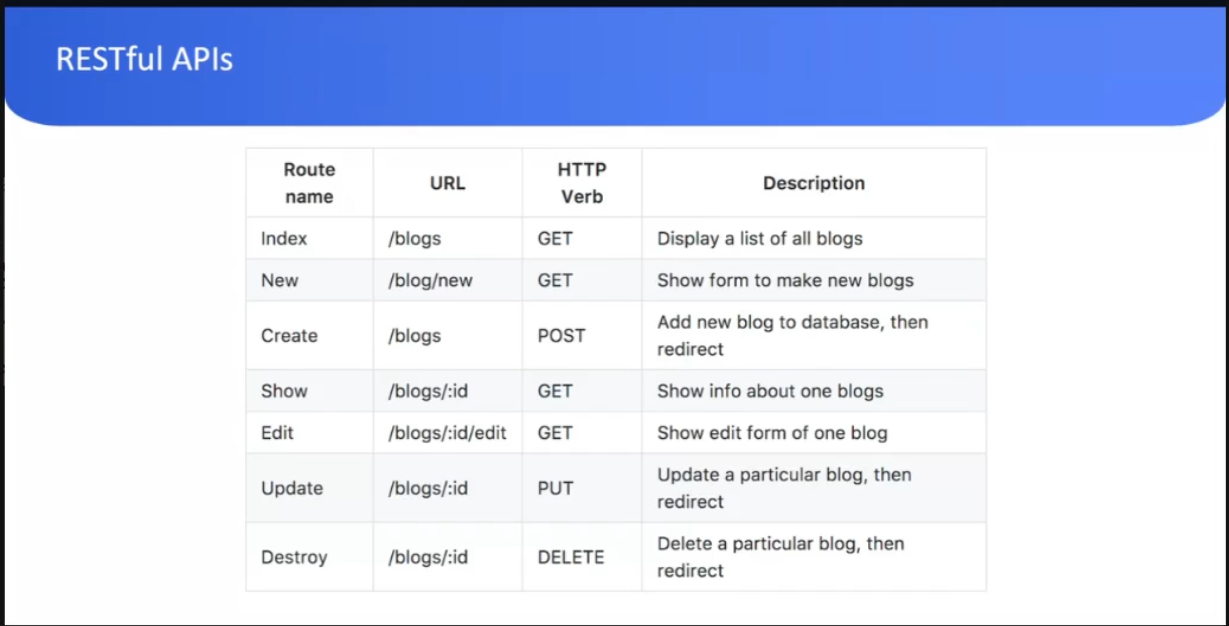 RESTful APIs
Route name | URL | HTTP Verb | Description
Index | /blogs | GET | Display a list of all blogs
New | /blog/new | GET | Show form to make new blogs
Create | /blogs | POST | Add new blog to database, then redirect
Show | /blogs/:id | GET | Show info about one blogs
Edit | /blogs/:id/edit | GET | Show edit form of one blog
Update | /blogs/:id | PUT | Update a particular blog, then redirect
Destroy | /blogs/:id | DELETE | Delete a particular blog, then redirect